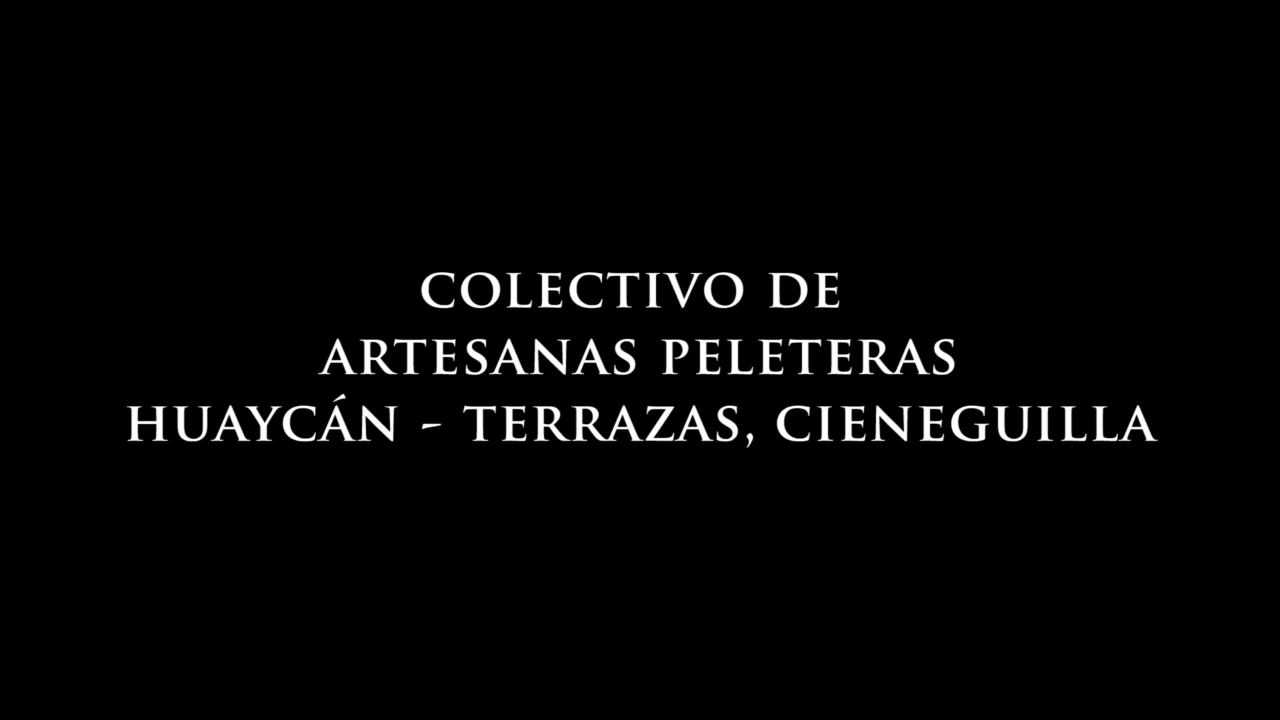 COLECTIVO DE
ARTESANAS PELETERAS
HUAYCÁN - TERRAZAS, CIENEGUILLA